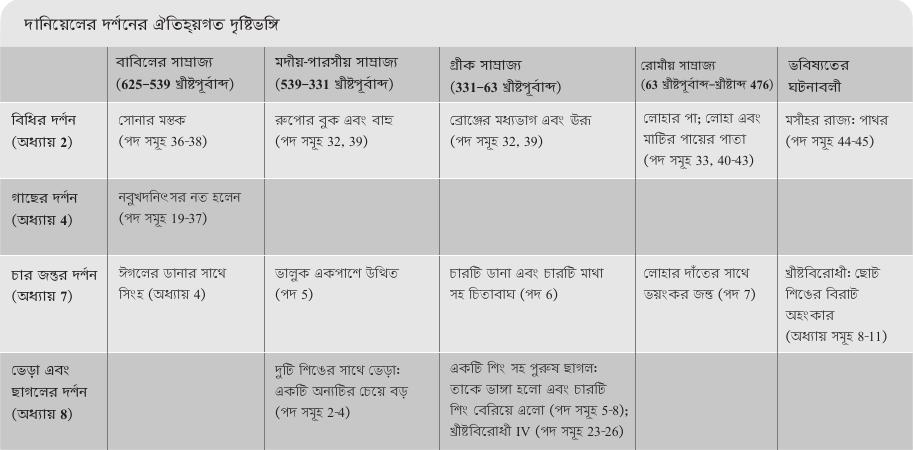 দানিয়েলের দর্শনের ঐতিহ্য়গত দৃষ্টিভঙ্গি
বাবিলের সাম্রাজ্য
(625–539 খ্রীষ্টপূর্বাব্দ)
মদীয়-পারসীয় সাম্রাজ্য
(539–331 খ্রীষ্টপূর্বাব্দ)
গ্রীক সাম্রাজ্য
(331–63 খ্রীষ্টপূর্বাব্দ)
রোমীয় সাম্রাজ্য
(63 খ্রীষ্টপূর্বাব্দ–খ্রীষ্টাব্দ 476)
ভবিষ্যতের
ঘটনাবলী
বিধির দর্শন
(অধ্যায় 2)
সোনার মস্তক
(পদ সমূহ 36-38)
রুপোর বুক এবং বাহু
(পদ সমূহ 32, 39)
ব্রোঞ্জের মধ্যভাগ এবং ঊরূ
(পদ সমূহ 32, 39)
লোহার পা; লোহা এবং
মাটির পায়ের পাতা
(পদ সমূহ 33, 40-43)
মসীহর রাজ্য: পাথর
(পদ সমূহ 44-45)
গাছের দর্শন
(অধ্যায় 4)
নবুখদনিৎসর নত হলেন
(পদ সমূহ 19-37)
চার জন্তুর দর্শন
(অধ্যায় 7)
ঈগলের ডানার সাথে
সিংহ (অধ্যায় 4)
ভালুক একপাশে উত্থিত
(পদ 5)
চারটি ডানা এবং চারটি মাথা
সহ চিতাবাঘ (পদ 6)
লোহার দাঁতের সাথে
ভয়ংকর জন্তু (পদ 7)
খ্রীষ্টবিরোধী: ছোট
শিঙের বিরাট
অহংকার
(অধ্যায় সমূহ 8-11)
ভেড়া এবং
ছাগলের দর্শন
(অধ্যায় 8)
দুটি শিঙের সাথে ভেড়া:
একটি অন্যটির চেয়ে বড়
(পদ সমূহ 2-4)
একটি শিং সহ পুরুষ ছাগল:
তাকে ভাঙ্গা হলো এবং চারটি
শিং বেরিয়ে এলো (পদ সমূহ 5-8);
খ্রীষ্টবিরোধী IV (পদ সমূহ 23-26)